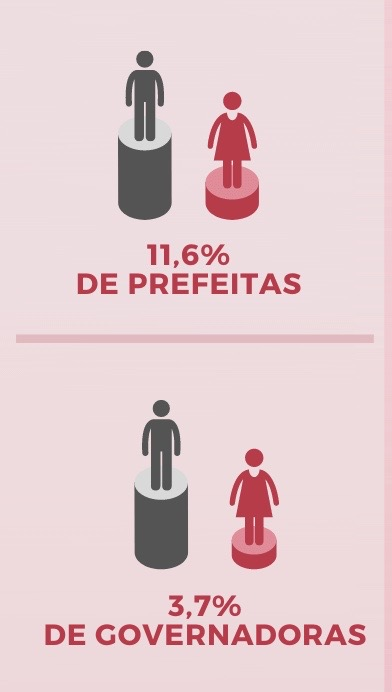 11,6%
DE PREFEITAS
3,7%
DE GOVERNADORAS